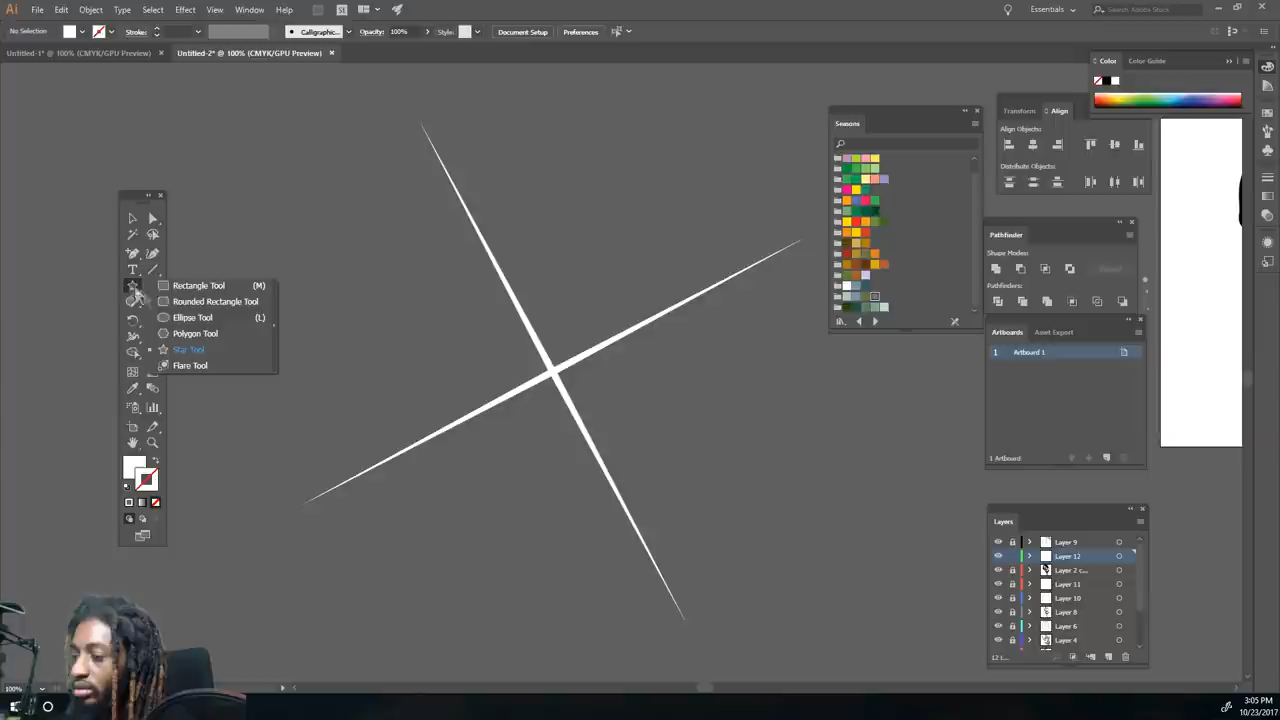 Ai File Edit Object Type Select Effect View Window Help St Essentials Search Adobe Stock
No Selection Stroke: Calligraphic... Opacity: 100% Style: Document Setup Preferences
Untitled-1* @ 100% (CMYK/GPU Preview) Untitled-2* @ 100% (CMYK/GPU Preview)
Color Color Guide
Transform Align
Seasons
Align Objects:
Distribute Objects:
Rectangle Tool (M)
Rounded Rectangle Tool
Ellipse Tool (L)
Polygon Tool
Star Tool
Flare Tool
Pathfinder
Shape Modes:
Pathfinders:
Artboards Asset Export
1 Artboard 1
1 Artboard
Layers
Layer 9
Layer 12
Layer 2 c...
Layer 11
Layer 10
Layer 8
Layer 6
Layer 4
12 L...
100%
3:05 PM
10/23/2017